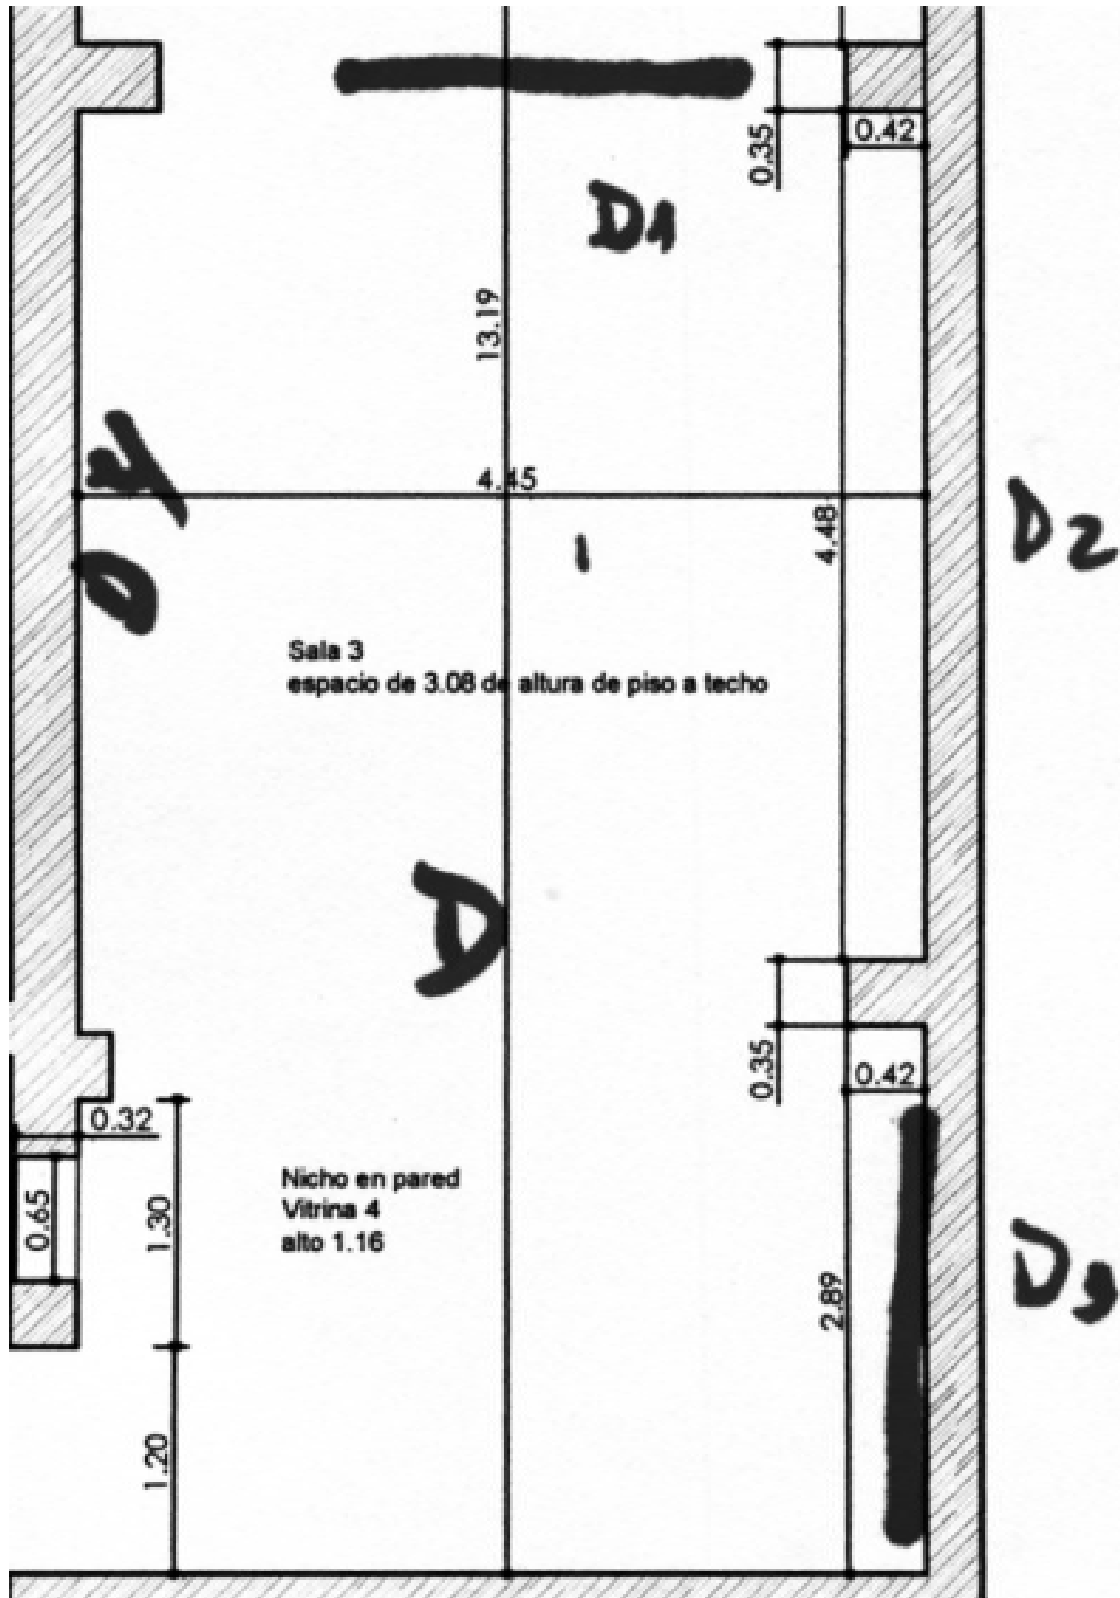 0.35
0.42
D1
13.19
4.45
4.48
D2
D4
Sala 3
espacio de 3.08 de altura de piso a techo
D
0.35
0.42
0.32
0.65
1.30
Nicho en pared
Vitrina 4
alto 1.16
2.89
D3
1.20